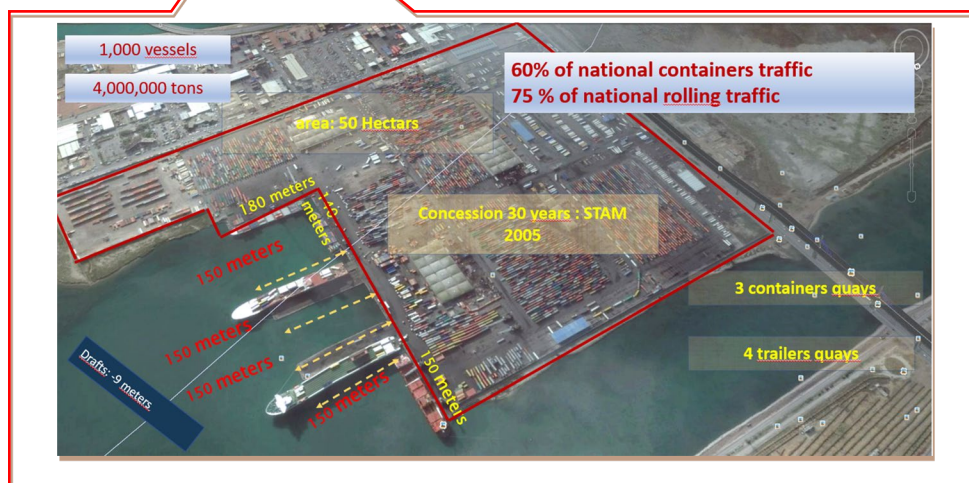 1,000 vessels
4,000,000 tons
60% of national containers traffic
75 % of national rolling traffic
area: 50 Hectars
180 meters
140 meters
Concession 30 years : STAM
2005
150 meters
150 meters
150 meters
150 meters
150 meters
3 containers quays
4 trailers quays
Drafts: -9 meters